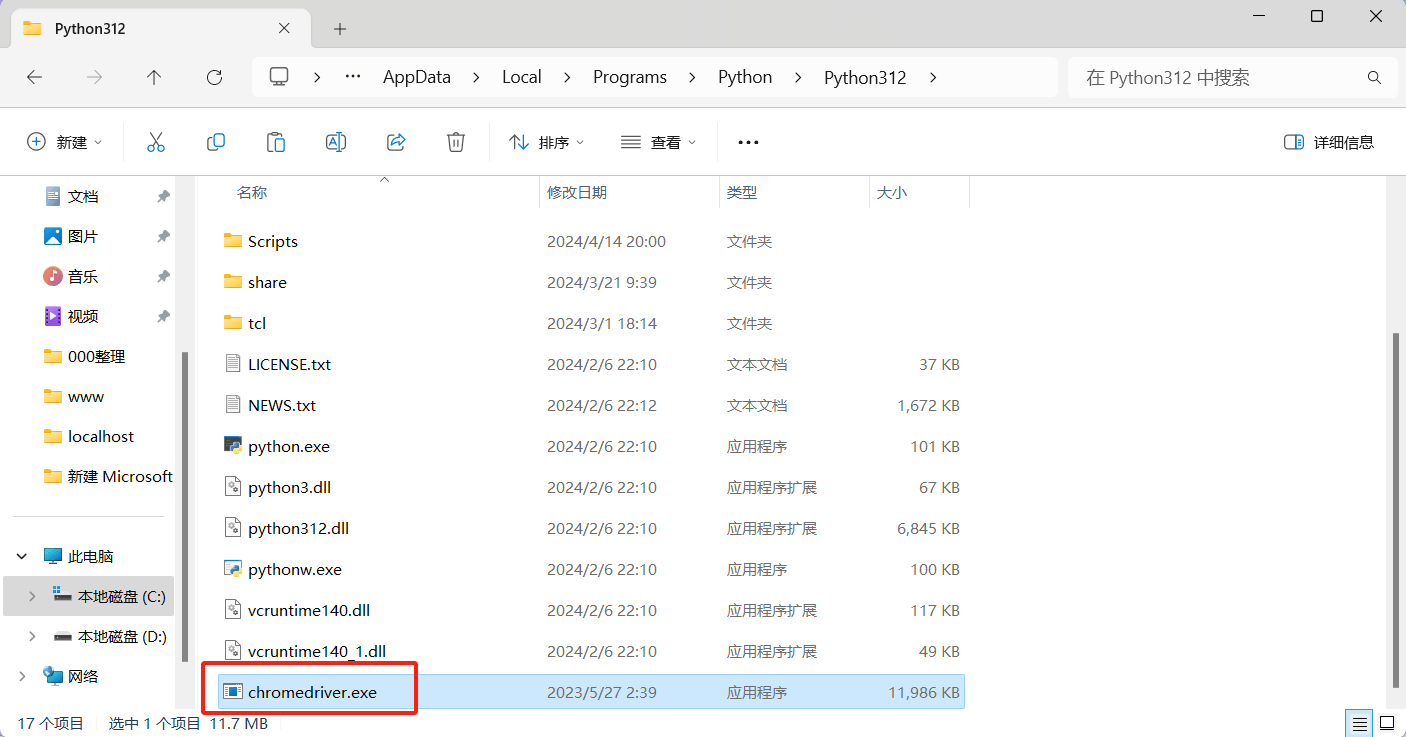 Python312
AppData Local Programs Python Python312 在 Python312 中搜索
新建 排序 查看 详细信息
名称 修改日期 类型 大小
文档
图片
音乐
视频
000整理
www
localhost
新建 Microsoft
此电脑
本地磁盘 (C:)
本地磁盘 (D:)
网络
Scripts 2024/4/14 20:00 文件夹
share 2024/3/21 9:39 文件夹
tcl 2024/3/1 18:14 文件夹
LICENSE.txt 2024/2/6 22:10 文本文档 37 KB
NEWS.txt 2024/2/6 22:12 文本文档 1,672 KB
python.exe 2024/2/6 22:10 应用程序 101 KB
python3.dll 2024/2/6 22:10 应用程序扩展 67 KB
python312.dll 2024/2/6 22:10 应用程序扩展 6,845 KB
pythonw.exe 2024/2/6 22:10 应用程序 100 KB
vcruntime140.dll 2024/2/6 22:10 应用程序扩展 117 KB
vcruntime140_1.dll 2024/2/6 22:10 应用程序扩展 49 KB
chromedriver.exe 2023/5/27 2:39 应用程序 11,986 KB
17 个项目 选中 1 个项目 11.7 MB